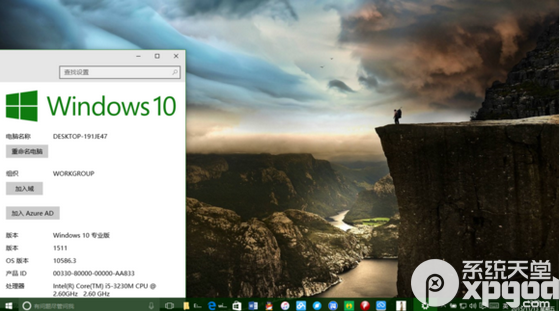 查找设置
Windows 10
电脑名称 DESKTOP-191JE47
重命名电脑
组织 WORKGROUP
加入域
加入 Azure AD
版本 Windows 10 专业版
版本 1511
OS 版本 10586.3
产品 ID 00330-80000-00000-AA833
处理器 Intel(R) Core(TM) i5-3230M CPU @
2.60GHz 2.60 GHz
系统天堂
xpgod
.com